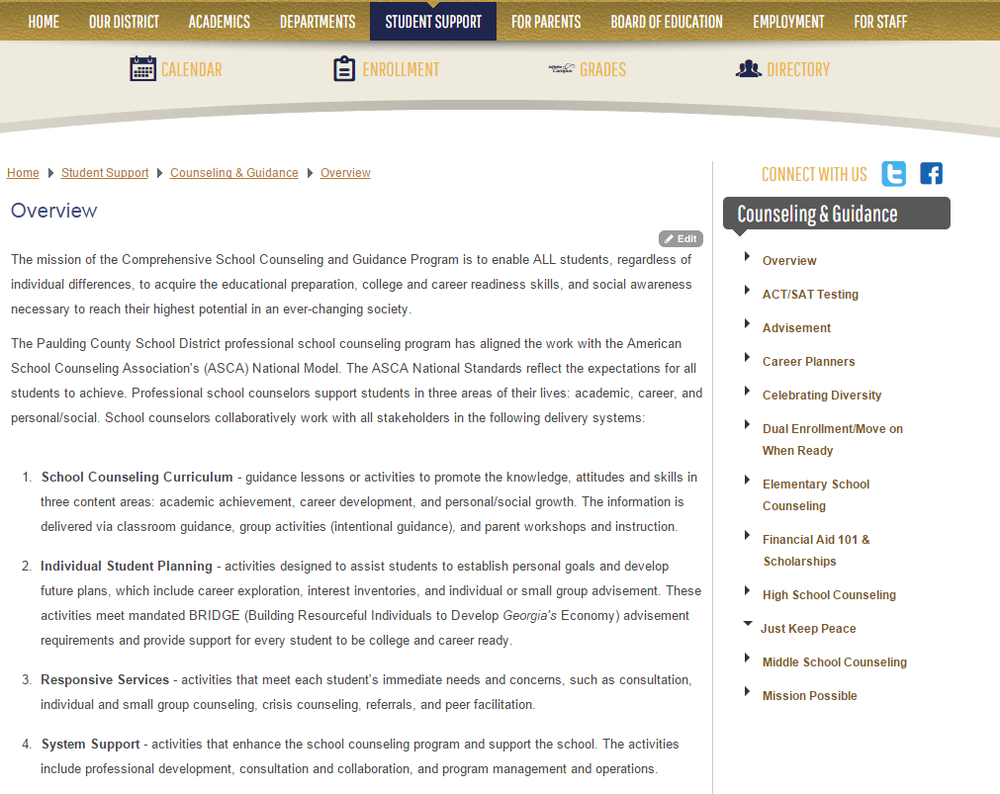 HOME OUR DISTRICT ACADEMICS DEPARTMENTS STUDENT SUPPORT FOR PARENTS BOARD OF EDUCATION EMPLOYMENT FOR STAFF
CALENDAR ENROLLMENT Infinite Campus GRADES DIRECTORY
Home Student Support Counseling & Guidance Overview
Overview
Edit
The mission of the Comprehensive School Counseling and Guidance Program is to enable ALL students, regardless of
individual differences, to acquire the educational preparation, college and career readiness skills, and social awareness
necessary to reach their highest potential in an ever-changing society.
The Paulding County School District professional school counseling program has aligned the work with the American
School Counseling Association's (ASCA) National Model. The ASCA National Standards reflect the expectations for all
students to achieve. Professional school counselors support students in three areas of their lives: academic, career, and
personal/social. School counselors collaboratively work with all stakeholders in the following delivery systems:
1. School Counseling Curriculum - guidance lessons or activities to promote the knowledge, attitudes and skills in
three content areas: academic achievement, career development, and personal/social growth. The information is
delivered via classroom guidance, group activities (intentional guidance), and parent workshops and instruction.
2. Individual Student Planning - activities designed to assist students to establish personal goals and develop
future plans, which include career exploration, interest inventories, and individual or small group advisement. These
activities meet mandated BRIDGE (Building Resourceful Individuals to Develop Georgia's Economy) advisement
requirements and provide support for every student to be college and career ready.
3. Responsive Services - activities that meet each student's immediate needs and concerns, such as consultation,
individual and small group counseling, crisis counseling, referrals, and peer facilitation.
4. System Support - activities that enhance the school counseling program and support the school. The activities
include professional development, consultation and collaboration, and program management and operations.
CONNECT WITH US
Counseling & Guidance
Overview
ACT/SAT Testing
Advisement
Career Planners
Celebrating Diversity
Dual Enrollment/Move on
When Ready
Elementary School
Counseling
Financial Aid 101 &
Scholarships
High School Counseling
Just Keep Peace
Middle School Counseling
Mission Possible